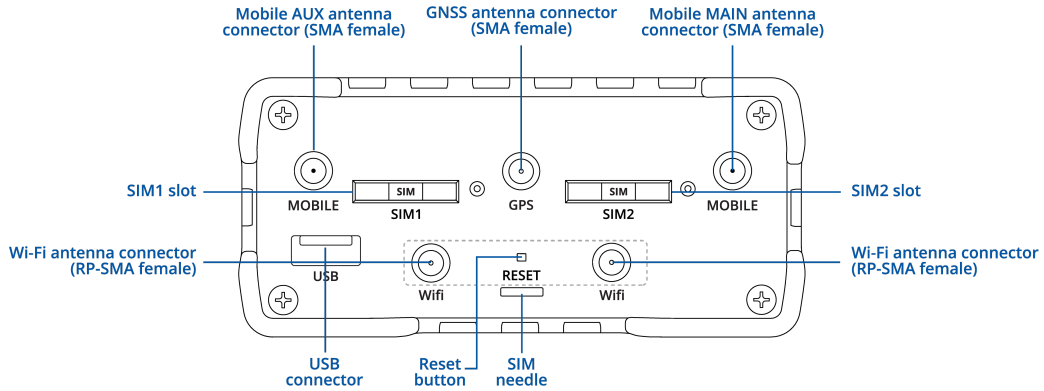 Mobile AUX antenna
connector (SMA female)
GNSS antenna connector
(SMA female)
Mobile MAIN antenna
connector (SMA female)
SIM1 slot
SIM
SIM
SIM2 slot
MOBILE
SIM1
GPS
SIM2
MOBILE
Wi-Fi antenna connector
(RP-SMA female)
USB
Wifi
RESET
Wifi
Wi-Fi antenna connector
(RP-SMA female)
USB
connector
Reset
button
SIM
needle